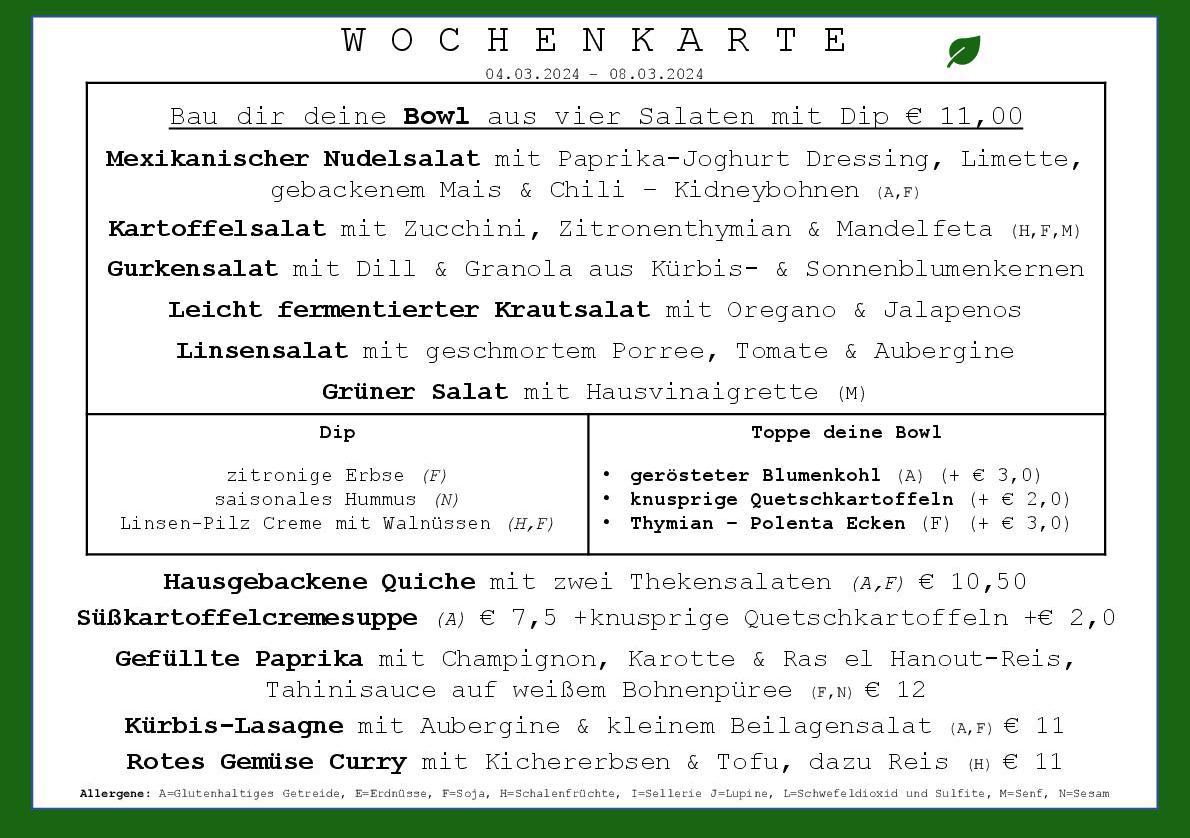 WOCHENKARTE
04.03.2024 – 08.03.2024
Bau dir deine Bowl aus vier Salaten mit Dip € 11,00
Mexikanischer Nudelsalat mit Paprika-Joghurt Dressing, Limette,
gebackenem Mais & Chili – Kidneybohnen (A,F)
Kartoffelsalat mit Zucchini, Zitronenthymian & Mandelfeta (H,F,M)
Gurkensalat mit Dill & Granola aus Kürbis- & Sonnenblumenkernen
Leicht fermentierter Krautsalat mit Oregano & Jalapenos
Linsensalat mit geschmortem Porree, Tomate & Aubergine
Grüner Salat mit Hausvinaigrette (M)
Dip
zitronige Erbse (F)
saisonales Hummus (N)
Linsen-Pilz Creme mit Walnüssen (H,F)
Toppe deine Bowl
• gerösteter Blumenkohl (A) (+ € 3,0)
• knusprige Quetschkartoffeln (+ € 2,0)
• Thymian – Polenta Ecken (F) (+ € 3,0)
Hausgebackene Quiche mit zwei Thekensalaten (A,F) € 10,50
Süßkartoffelcremesuppe (A) € 7,5 +knusprige Quetschkartoffeln +€ 2,0
Gefüllte Paprika mit Champignon, Karotte & Ras el Hanout-Reis,
Tahinisauce auf weißem Bohnenpüree (F,N) € 12
Kürbis-Lasagne mit Aubergine & kleinem Beilagensalat (A,F) € 11
Rotes Gemüse Curry mit Kichererbsen & Tofu, dazu Reis (H) € 11
Allergene: A=Glutenhaltiges Getreide, E=Erdnüsse, F=Soja, H=Schalenfrüchte, I=Sellerie J=Lupine, L=Schwefeldioxid und Sulfite, M=Senf, N=Sesam